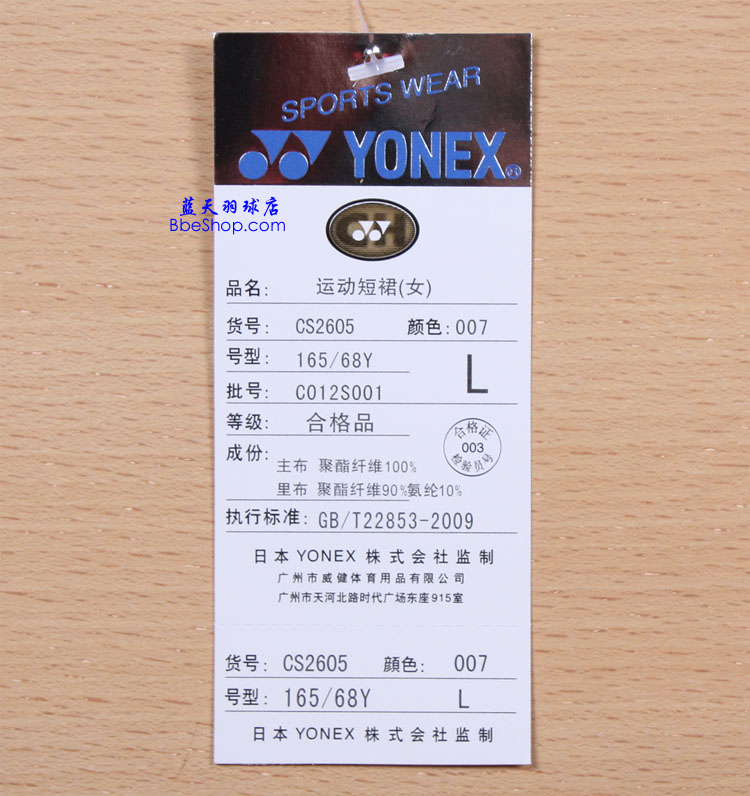 SPORTS WEAR
YONEX®
蓝天羽球店
BbeShop.com
CH
品名: 运动短裙(女)
货号: CS2605 颜色: 007
号型: 165/68Y L
批号: C012S001
等级: 合格品
合格证
003
检验员号
成份: 主布 聚酯纤维100%
里布 聚酯纤维90%氨纶10%
执行标准: GB/T22853-2009
日本 YONEX 株式会社监制
广州市威健体育用品有限公司
广州市天河北路时代广场东座915室
货号: CS2605 顔色: 007
号型: 165/68Y L
日本 YONEX 株式会社监制